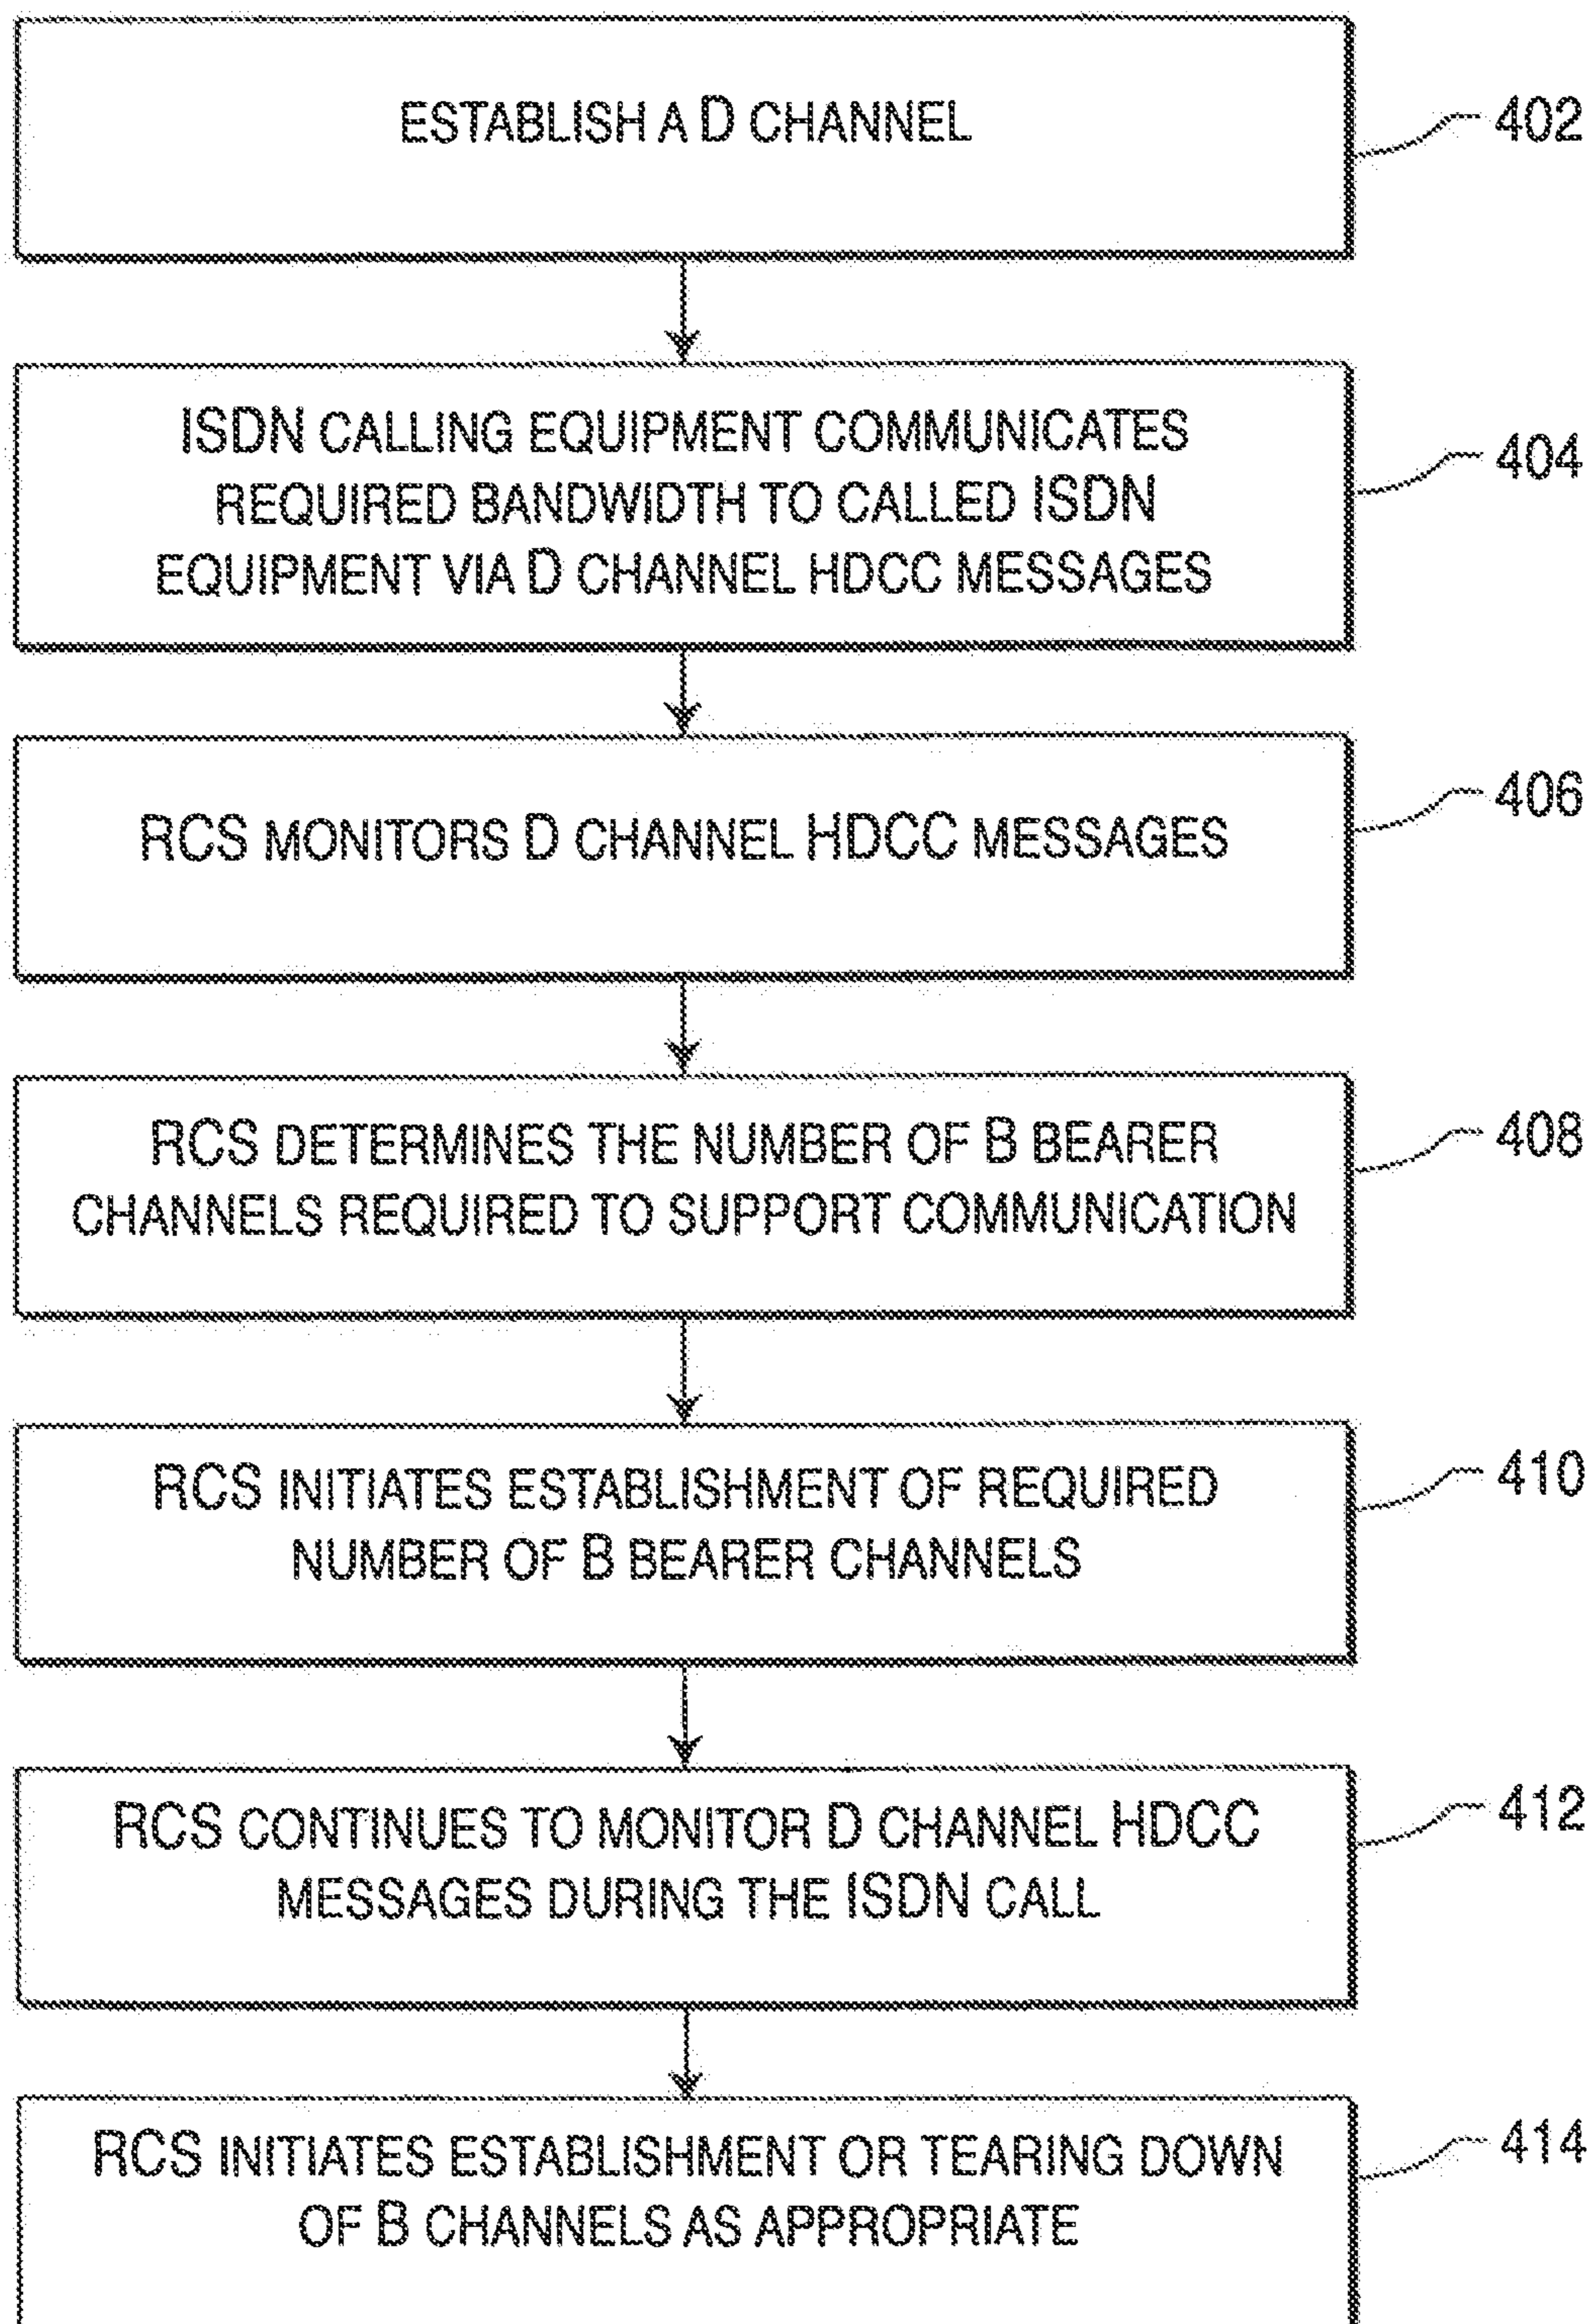 ESTABLISH A D CHANNEL
402
ISDN CALLING EQUIPMENT COMMUNICATES
REQUIRED BANDWIDTH TO CALLED ISDN
EQUIPMENT VIA D CHANNEL HDCC MESSAGES
404
RCS MONITORS D CHANNEL HDCC MESSAGES
406
RCS DETERMINES THE NUMBER OF B BEARER
CHANNELS REQUIRED TO SUPPORT COMMUNICATION
408
RCS INITIATES ESTABLISHMENT OF REQUIRED
NUMBER OF B BEARER CHANNELS
410
RCS CONTINUES TO MONITOR D CHANNEL HDCC
MESSAGES DURING THE ISDN CALL
412
RCS INITIATES ESTABLISHMENT OR TEARING DOWN
OF B CHANNELS AS APPROPRIATE
414